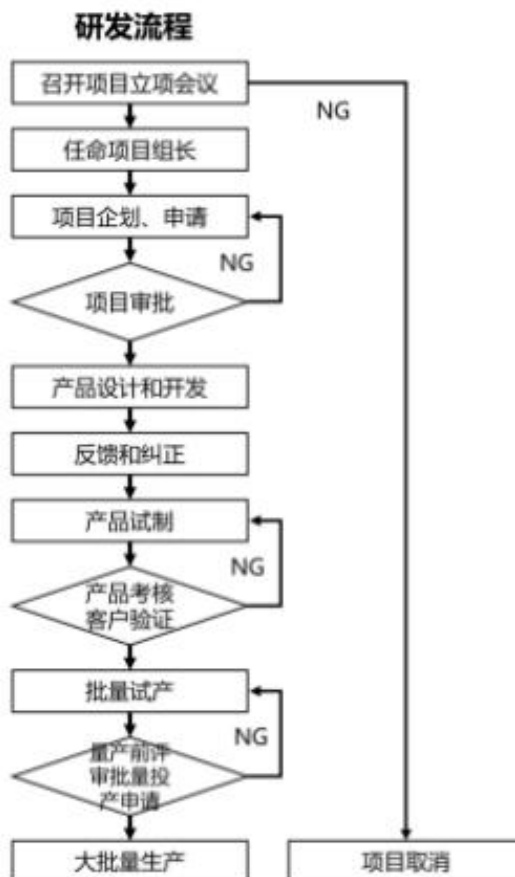 研发流程
召开项目立项会议
NG
任命项目组长
项目企划、申请
NG
项目审批
产品设计和开发
反馈和纠正
产品试制
NG
产品考核
客户验证
批量试产
NG
量产前评
审批量投
产申请
大批量生产
项目取消